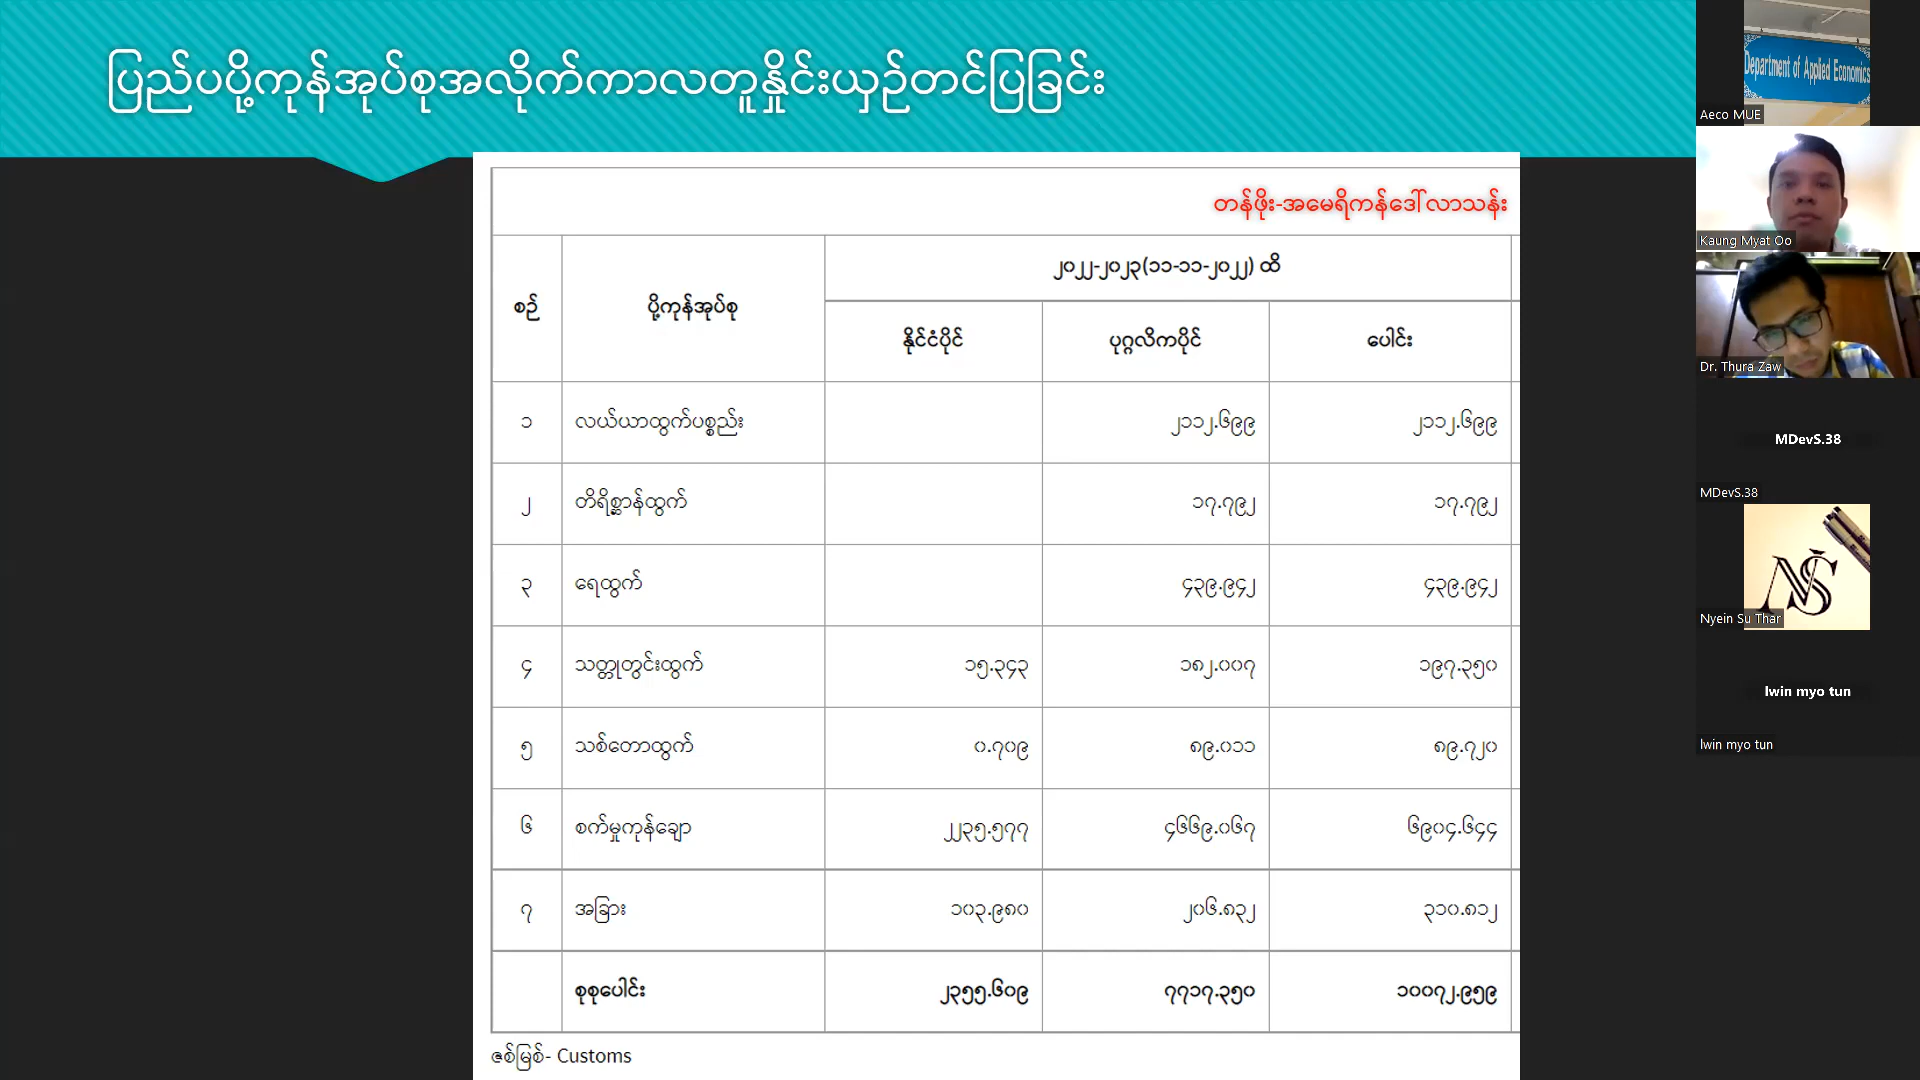 ပြည်ပပို့ကုန်အုပ်စုအလိုက်ကာလတူနှိုင်းယှဉ်တင်ပြခြင်း
တန်ဖိုး-အမေရိကန်ဒေါ်လာသန်း
စဉ် ပို့ကုန်အုပ်စု ၂၀၂၂-၂၀၂၃(၁၁-၁၁-၂၀၂၂) ထိ
နိုင်ငံပိုင် ပုဂ္ဂလိကပိုင် ပေါင်း
၁ လယ်ယာထွက်ပစ္စည်း ၂၁၁၂.၆၉၉ ၂၁၁၂.၆၉၉
၂ တိရိစ္ဆာန်ထွက် ၁၇.၇၉၂ ၁၇.၇၉၂
၃ ရေထွက် ၄၃၉.၉၄၂ ၄၃၉.၉၄၂
၄ သတ္တုတွင်းထွက် ၁၅.၃၄၃ ၁၈၂.၀၀၇ ၁၉၇.၃၅၀
၅ သစ်တောထွက် ၀.၇၀၉ ၈၉.၀၁၁ ၈၉.၇၂၀
၆ စက်မှုကုန်ချော ၂၂၃၅.၅၇၇ ၄၆၆၉.၀၆၇ ၆၉၀၄.၆၄၄
၇ အခြား ၁၀၃.၉၈၀ ၂၀၆.၈၃၂ ၃၁၀.၈၁၂
စုစုပေါင်း ၂၃၅၅.၆၀၉ ၇၇၁၇.၃၅၀ ၁၀၀၇၂.၉၅၉
ဇစ်မြစ်- Customs
Department of Applied Economics
Aeco MUE
Kaung Myat Oo
Dr. Thura Zaw
MDevS.38
MDevS.38
NS
Nyein Su Thar
lwin myo tun
lwin myo tun